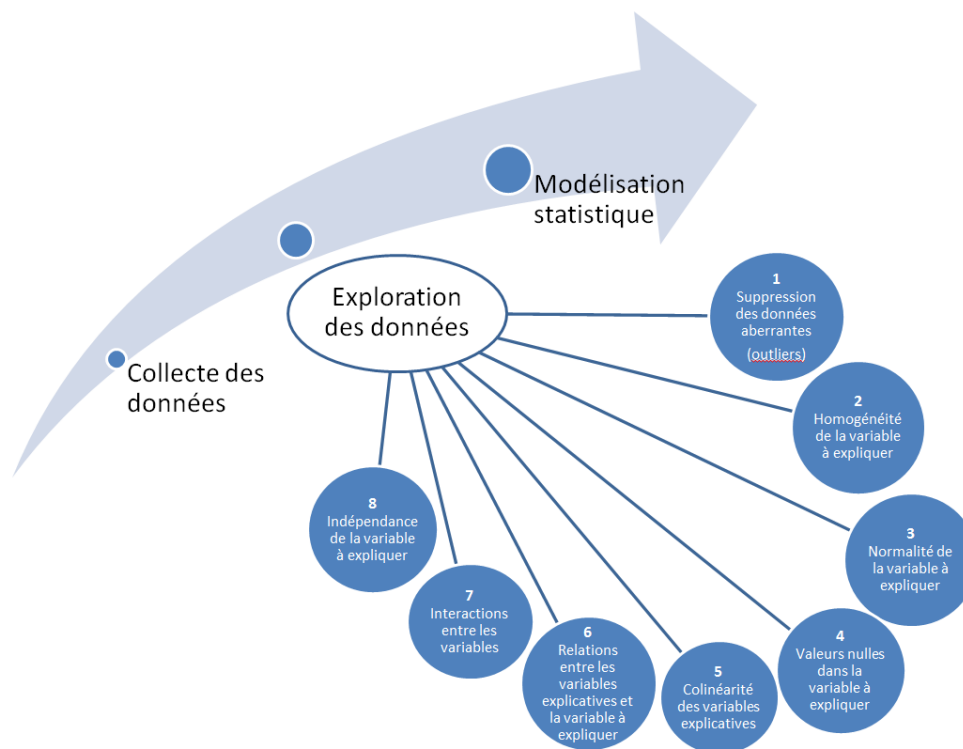 Modélisation
statistique
Exploration
des données
Collecte des
données
1
Suppression
des données
aberrantes
(outliers)
2
Homogénéité
de la variable
à expliquer
3
Normalité de
la variable à
expliquer
4
Valeurs nulles
dans la
variable à
expliquer
5
Colinéarité
des variables
explicatives
6
Relations
entre les
variables
explicatives et
la variable à
expliquer
7
Interactions
entre les
variables
8
Indépendance
de la variable
à expliquer